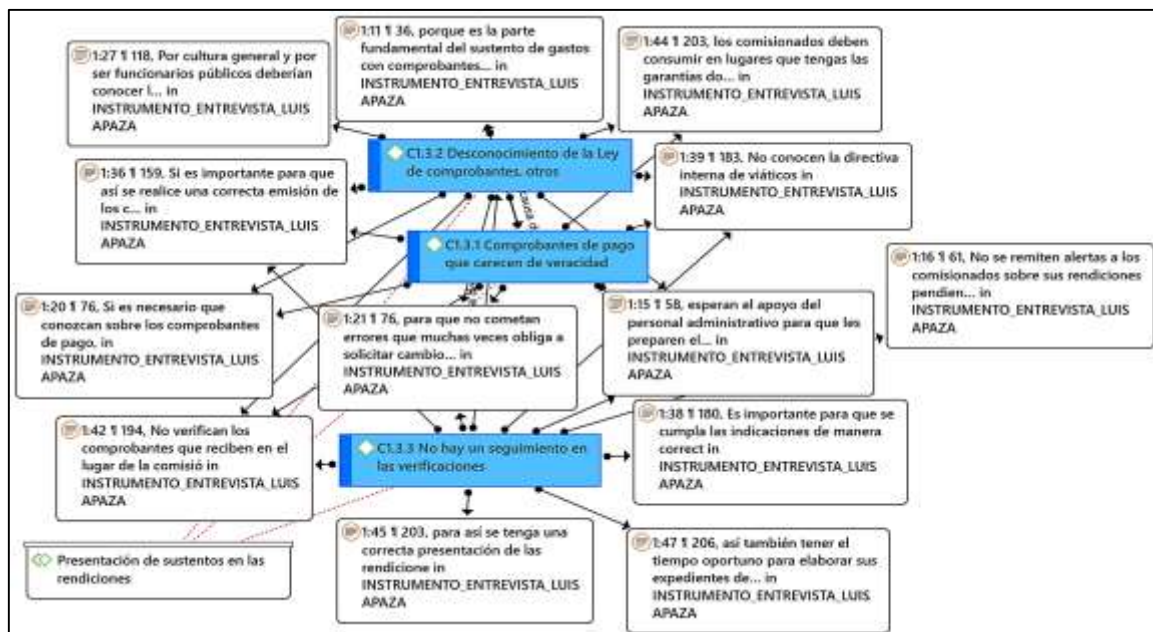 1:11 ¶ 36, porque es la parte
fundamental del sustento de gastos
con comprobantes... in
INSTRUMENTO_ENTREVISTA_LUIS
APAZA
1:27 ¶ 118, Por cultura general y por
ser funcionarios públicos deberían
conocer l... in
INSTRUMENTO_ENTREVISTA_LUIS
APAZA
1:44 ¶ 203, los comisionados deben
consumir en lugares que tengas las
garantías do... in
INSTRUMENTO_ENTREVISTA_LUIS
APAZA
C1.3.2 Desconocimiento de la Ley
de comprobantes, otros
1:36 ¶ 159, Si es importante para que
así se realice una correcta emisión de
los c... in
INSTRUMENTO_ENTREVISTA_LUIS
APAZA
1:39 ¶ 183, No conocen la directiva
interna de viáticos in
INSTRUMENTO_ENTREVISTA_LUIS
APAZA
causa d
C1.3.1 Comprobantes de pago
que carecen de veracidad
1:16 ¶ 61, No se remiten alertas a los
comisionados sobre sus rendiciones
pendien... in
INSTRUMENTO_ENTREVISTA_LUIS
APAZA
1:20 ¶ 76, Si es necesario que
conozcan sobre los comprobantes
de pago, in
INSTRUMENTO_ENTREVISTA_LUIS
APAZA
1:21 ¶ 76, para que no cometan
errores que muchas veces obliga a
solicitar cambio... in
INSTRUMENTO_ENTREVISTA_LUIS
APAZA
1:15 ¶ 58, esperan el apoyo del
personal administrativo para que les
preparen el... in
INSTRUMENTO_ENTREVISTA_LUIS
APAZA
1:42 ¶ 194, No verifican los
comprobantes que reciben en el
lugar de la comisió in
INSTRUMENTO_ENTREVISTA_LUIS
APAZA
C1.3.3 No hay un seguimiento en
las verificaciones
1:38 ¶ 180, Es importante para que se
cumpla las indicaciones de manera
correct in
INSTRUMENTO_ENTREVISTA_LUIS
APAZA
1:45 ¶ 203, para así se tenga una
correcta presentación de las
rendicione in
INSTRUMENTO_ENTREVISTA_LUIS
APAZA
1:47 ¶ 206, así también tener el
tiempo oportuno para elaborar sus
expedientes de... in
INSTRUMENTO_ENTREVISTA_LUIS
APAZA
Presentación de sustentos en las
rendiciones